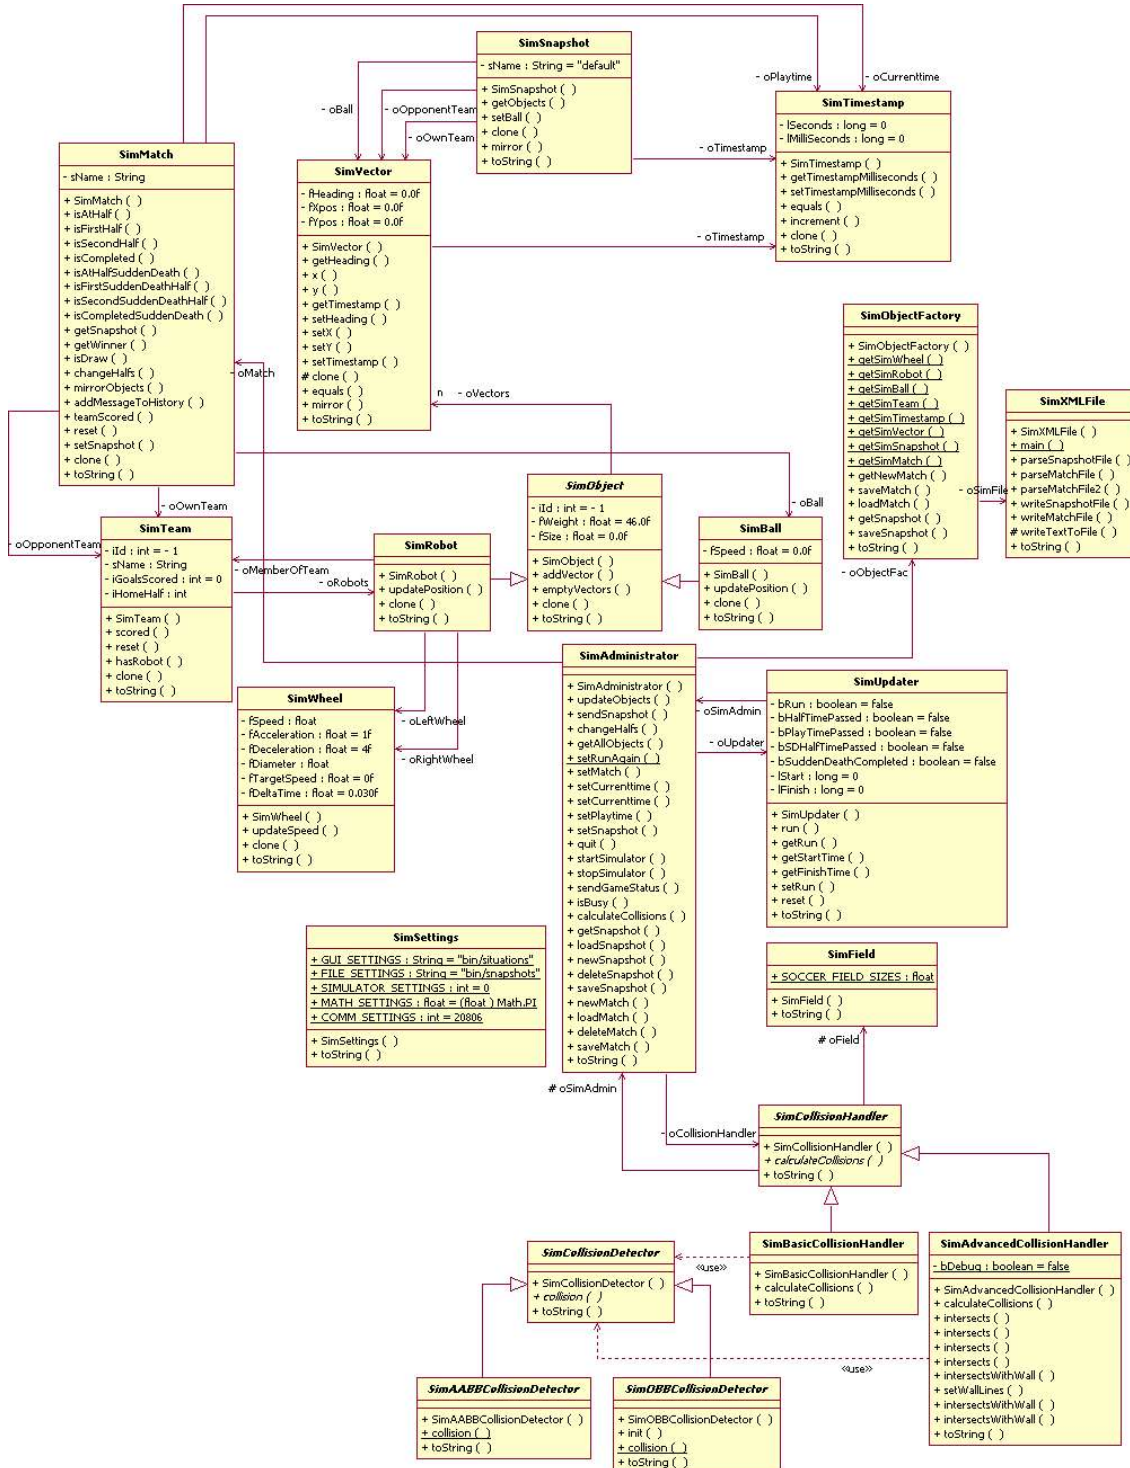 SimSnapshot
- sName : String = "default"
+ SimSnapshot ( )
+ getObjects ( )
+ setBall ( )
+ clone ( )
+ mirror ( )
+ toString ( )
- oBall
- oOpponentTeam
- oOwnTeam
- oPlaytime
- oCurrenttime
- oTimestamp
SimTimestamp
- lSeconds : long = 0
- lMilliSeconds : long = 0
+ SimTimestamp ( )
+ getTimestampMilliseconds ( )
+ setTimestampMilliseconds ( )
+ equals ( )
+ increment ( )
+ clone ( )
+ toString ( )
SimMatch
- sName : String
+ SimMatch ( )
+ isAtHalf ( )
+ isFirstHalf ( )
+ isSecondHalf ( )
+ isCompleted ( )
+ isAtHalfSuddenDeath ( )
+ isFirstSuddenDeathHalf ( )
+ isSecondSuddenDeathHalf ( )
+ isCompletedSuddenDeath ( )
+ getSnapshot ( )
+ getWinner ( )
+ isDraw ( )
+ changeHalfs ( )
+ mirrorObjects ( )
+ addMessageToHistory ( )
+ teamScored ( )
+ reset ( )
+ setSnapshot ( )
+ clone ( )
+ toString ( )
SimVector
- fHeading : float = 0.0f
- fXpos : float = 0.0f
- fYpos : float = 0.0f
+ SimVector ( )
+ getHeading ( )
+ x ( )
+ y ( )
+ getTimestamp ( )
+ setHeading ( )
+ setX ( )
+ setY ( )
+ setTimestamp ( )
# clone ( )
+ equals ( )
+ mirror ( )
+ toString ( )
- oTimestamp
- oMatch
n - oVectors
SimObjectFactory
+ SimObjectFactory ( )
+ getSimWheel ( )
+ getSimRobot ( )
+ getSimBall ( )
+ getSimTeam ( )
+ getSimTimestamp ( )
+ getSimVector ( )
+ getSimSnapshot ( )
+ getSimMatch ( )
+ getNewMatch ( )
+ saveMatch ( )
+ loadMatch ( )
+ getSnapshot ( )
+ saveSnapshot ( )
+ toString ( )
- oSimFile
SimXMLFile
+ SimXMLFile ( )
+ main ( )
+ parseSnapshotFile ( )
+ parseMatchFile ( )
+ parseMatchFile2 ( )
+ writeSnapshotFile ( )
+ writeMatchFile ( )
# writeTextToFile ( )
+ toString ( )
- oOwnTeam
- oOpponentTeam
SimTeam
- iId : int = - 1
- sName : String
- iGoalsScored : int = 0
- iHomeHalf : int
+ SimTeam ( )
+ scored ( )
+ reset ( )
+ hasRobot ( )
+ clone ( )
+ toString ( )
- oMemberOfTeam
- oRobots
SimRobot
+ SimRobot ( )
+ updatePosition ( )
+ clone ( )
+ toString ( )
SimObject
- iId : int = - 1
- fWeight : float = 46.0f
- fSize : float = 0.0f
+ SimObject ( )
+ addVector ( )
+ emptyVectors ( )
+ clone ( )
+ toString ( )
- oBall
SimBall
- fSpeed : float = 0.0f
+ SimBall ( )
+ updatePosition ( )
+ clone ( )
+ toString ( )
- oObjectFac
SimWheel
- fSpeed : float
- fAcceleration : float = 1f
- fDeceleration : float = 4f
- fDiameter : float
- fTargetSpeed : float = 0f
- fDeltaTime : float = 0.030f
+ SimWheel ( )
+ updateSpeed ( )
+ clone ( )
+ toString ( )
- oLeftWheel
- oRightWheel
SimAdministrator
+ SimAdministrator ( )
+ updateObjects ( )
+ sendSnapshot ( )
+ changeHalfs ( )
+ getAllObjects ( )
+ setRunAgain ( )
+ setMatch ( )
+ setCurrenttime ( )
+ setCurrenttime ( )
+ setPlaytime ( )
+ setSnapshot ( )
+ quit ( )
+ startSimulator ( )
+ stopSimulator ( )
+ sendGameStatus ( )
+ isBusy ( )
+ calculateCollisions ( )
+ getSnapshot ( )
+ loadSnapshot ( )
+ newSnapshot ( )
+ deleteSnapshot ( )
+ saveSnapshot ( )
+ newMatch ( )
+ loadMatch ( )
+ deleteMatch ( )
+ saveMatch ( )
+ toString ( )
- oSimAdmin
- oUpdater
SimUpdater
- bRun : boolean = false
- bHalfTimePassed : boolean = false
- bPlayTimePassed : boolean = false
- bSDHalfTimePassed : boolean = false
- bSuddenDeathCompleted : boolean = false
- lStart : long = 0
- lFinish : long = 0
+ SimUpdater ( )
+ run ( )
+ getRun ( )
+ getStartTime ( )
+ getFinishTime ( )
+ setRun ( )
+ reset ( )
+ toString ( )
SimSettings
+ GUI_SETTINGS : String = "bin/situations"
+ FILE_SETTINGS : String = "bin/snapshots"
+ SIMULATOR_SETTINGS : int = 0
+ MATH_SETTINGS : float = (float ) Math.PI
+ COMM_SETTINGS : int = 20806
+ SimSettings ( )
+ toString ( )
SimField
+ SOCCER_FIELD_SIZES : float
+ SimField ( )
+ toString ( )
# oField
# oSimAdmin
- oCollisionHandler
SimCollisionHandler
+ SimCollisionHandler ( )
+ calculateCollisions ( )
+ toString ( )
SimCollisionDetector
+ SimCollisionDetector ( )
+ collision ( )
+ toString ( )
«use»
SimBasicCollisionHandler
+ SimBasicCollisionHandler ( )
+ calculateCollisions ( )
+ toString ( )
SimAdvancedCollisionHandler
- bDebug : boolean = false
+ SimAdvancedCollisionHandler ( )
+ calculateCollisions ( )
+ intersects ( )
+ intersects ( )
+ intersects ( )
+ intersects ( )
+ intersectsWithWall ( )
+ setWallLines ( )
+ intersectsWithWall ( )
+ intersectsWithWall ( )
+ toString ( )
«use»
SimAABBCollisionDetector
+ SimAABBCollisionDetector ( )
+ collision ( )
+ toString ( )
SimOBBCollisionDetector
+ SimOBBCollisionDetector ( )
+ init ( )
+ collision ( )
+ toString ( )